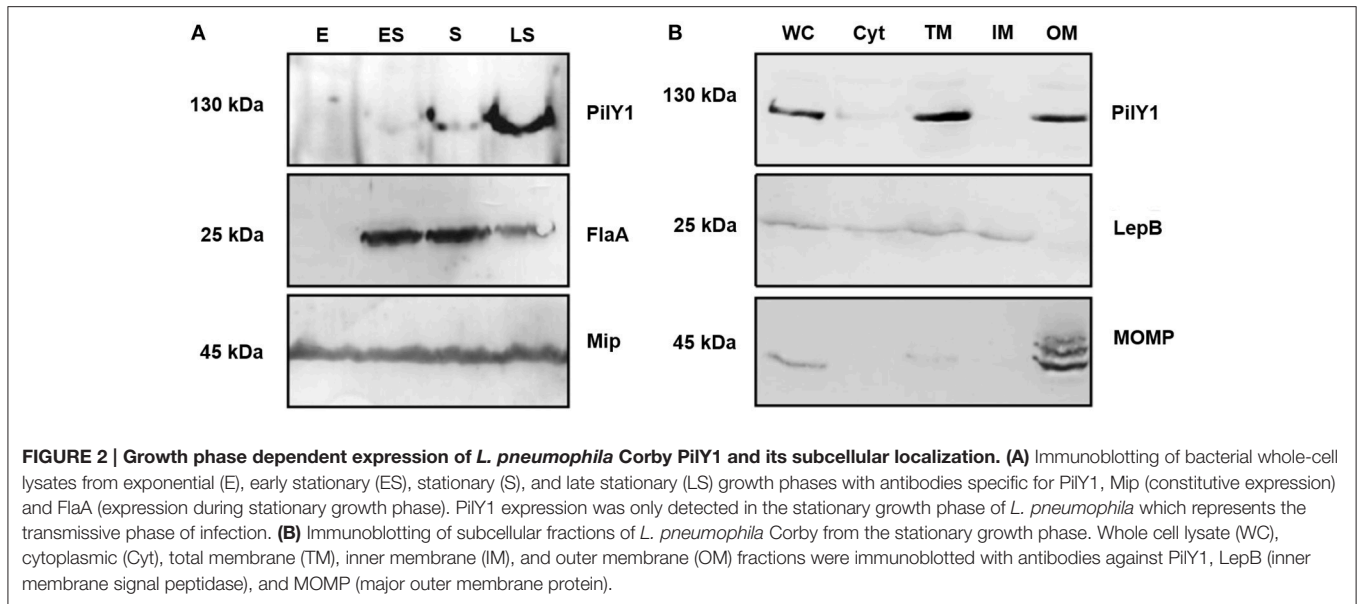 A
E ES S LS
130 kDa PilY1
25 kDa FlaA
45 kDa Mip
B
WC Cyt TM IM OM
130 kDa PilY1
25 kDa LepB
45 kDa MOMP
FIGURE 2 | Growth phase dependent expression of L. pneumophila Corby PilY1 and its subcellular localization. (A) Immunoblotting of bacterial whole-cell
lysates from exponential (E), early stationary (ES), stationary (S), and late stationary (LS) growth phases with antibodies specific for PilY1, Mip (constitutive expression)
and FlaA (expression during stationary growth phase). PilY1 expression was only detected in the stationary growth phase of L. pneumophila which represents the
transmissive phase of infection. (B) Immunoblotting of subcellular fractions of L. pneumophila Corby from the stationary growth phase. Whole cell lysate (WC),
cytoplasmic (Cyt), total membrane (TM), inner membrane (IM), and outer membrane (OM) fractions were immunoblotted with antibodies against PilY1, LepB (inner
membrane signal peptidase), and MOMP (major outer membrane protein).